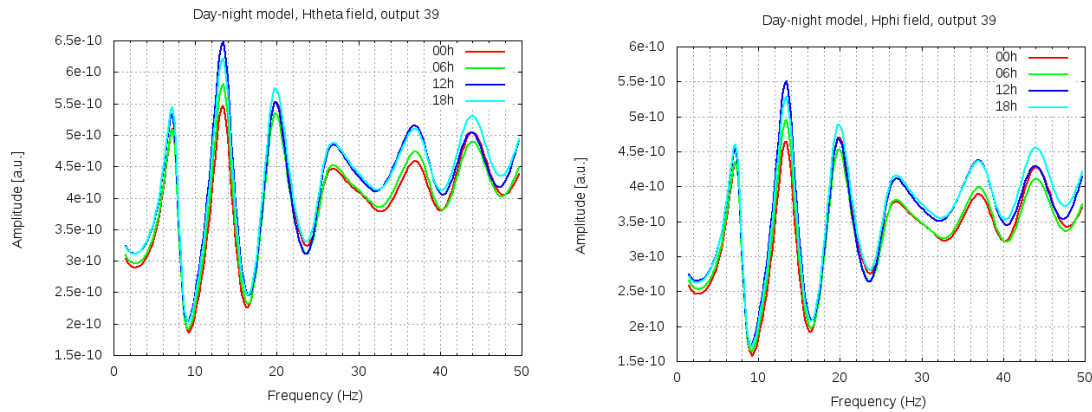 Day-night model, Htheta field, output 39
6.5e-10
6e-10
5.5e-10
5e-10
4.5e-10
4e-10
3.5e-10
3e-10
2.5e-10
2e-10
1.5e-10
Amplitude [a.u.]
00h
06h
12h
18h
0 10 20 30 40 50
Frequency (Hz)
Day-night model, Hphi field, output 39
6e-10
5.5e-10
5e-10
4.5e-10
4e-10
3.5e-10
3e-10
2.5e-10
2e-10
1.5e-10
Amplitude [a.u.]
00h
06h
12h
18h
0 10 20 30 40 50
Frequency (Hz)